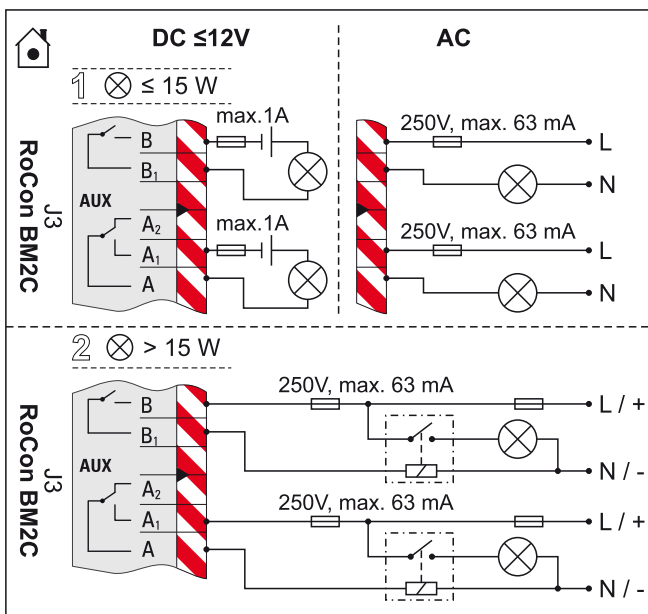 DC ≤12V
AC
1 ≤ 15 W
max.1A
250V, max. 63 mA
B
L
B1
N
RoCon BM2C
J3
AUX
max.1A
250V, max. 63 mA
A2
L
A1
A
N
2 > 15 W
250V, max. 63 mA
B
L / +
B1
N / -
RoCon BM2C
J3
AUX
A2
250V, max. 63 mA
A1
L / +
A
N / -